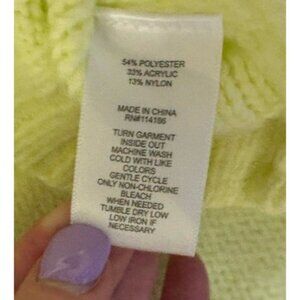 54% POLYESTER
33% ACRYLIC
13% NYLON
MADE IN CHINA
RN#114186
TURN GARMENT
INSIDE OUT
MACHINE WASH
COLD WITH LIKE
COLORS
GENTLE CYCLE
ONLY NON-CHLORINE
BLEACH
WHEN NEEDED
TUMBLE DRY LOW
LOW IRON IF
NECESSARY